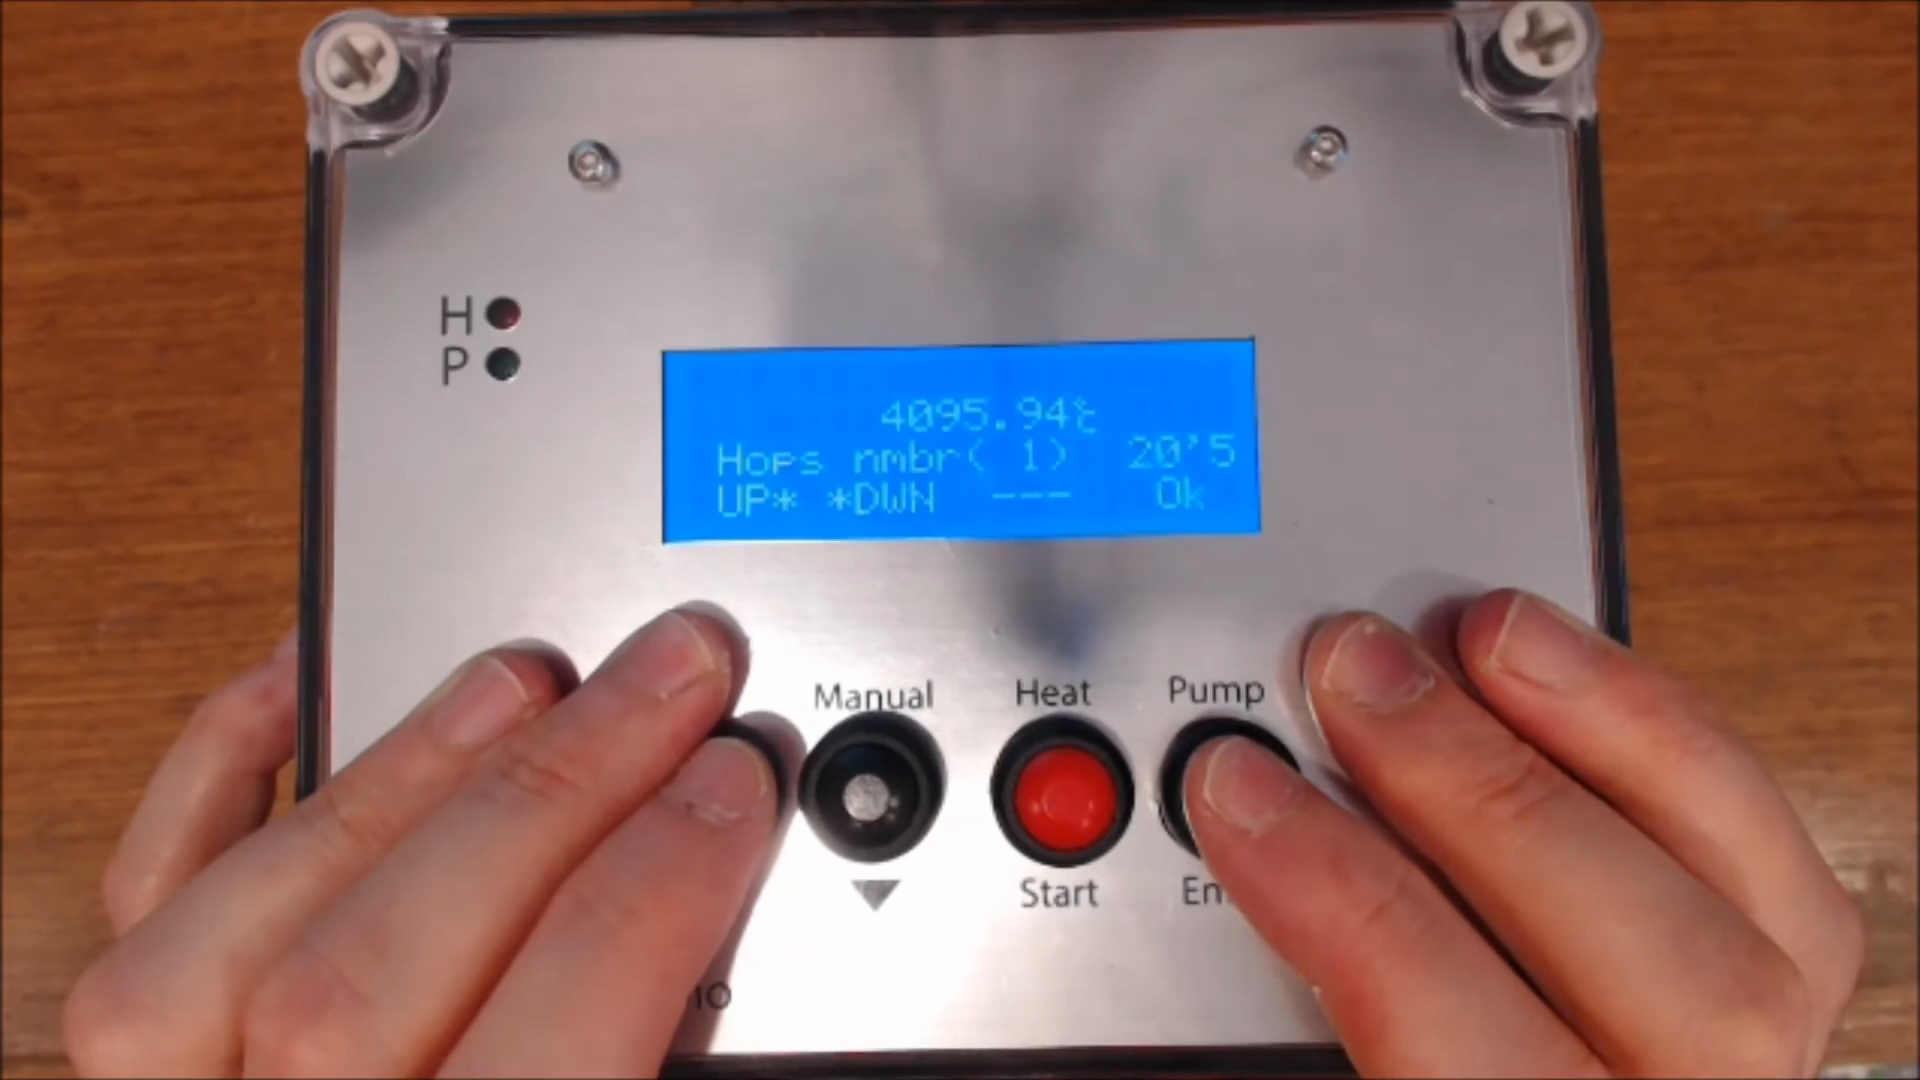 H
P
4095.94℃
Hops nmbr( 1) 20'5
UP* *DWN --- Ok
Manual Heat Pump
Start